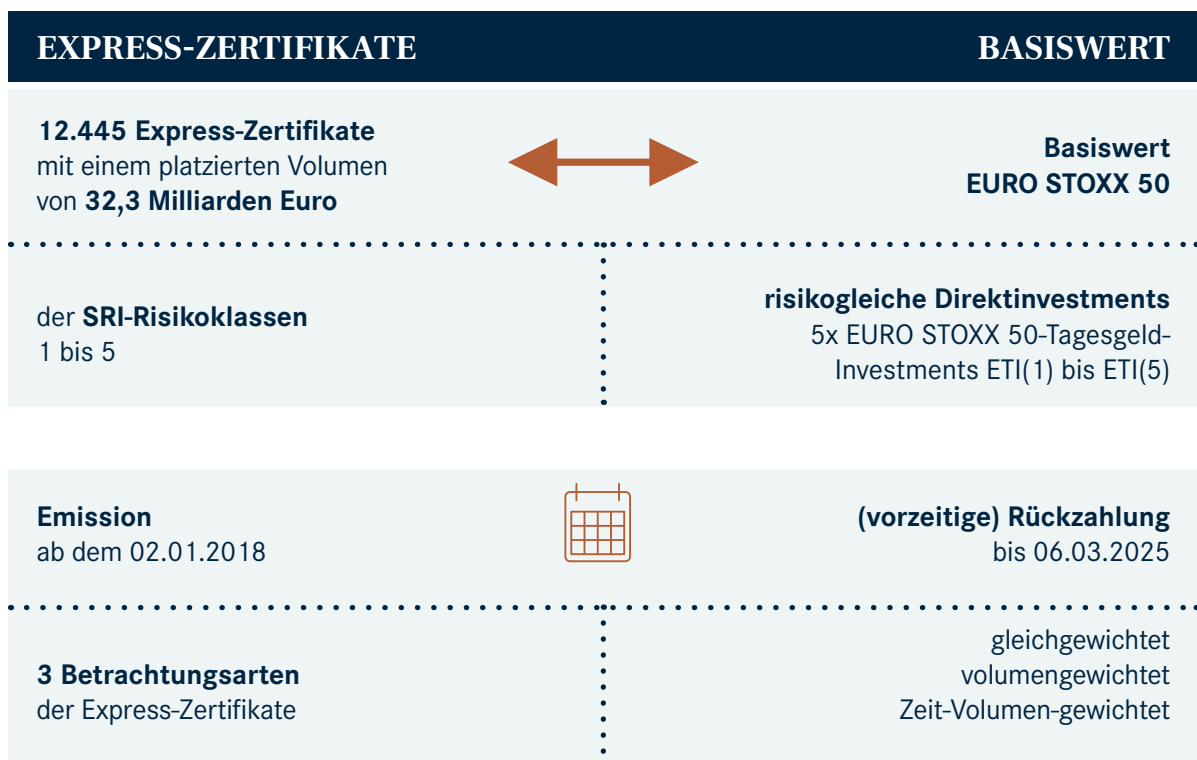 EXPRESS-ZERTIFIKATE
BASISWERT
12.445 Express-Zertifikate
mit einem platzierten Volumen
von 32,3 Milliarden Euro
Basiswert
EURO STOXX 50
der SRI-Risikoklassen
1 bis 5
risikogleiche Direktinvestments
5x EURO STOXX 50-Tagesgeld-
Investments ETI(1) bis ETI(5)
Emission
ab dem 02.01.2018
(vorzeitige) Rückzahlung
bis 06.03.2025
3 Betrachtungsarten
der Express-Zertifikate
gleichgewichtet
volumengewichtet
Zeit-Volumen-gewichtet